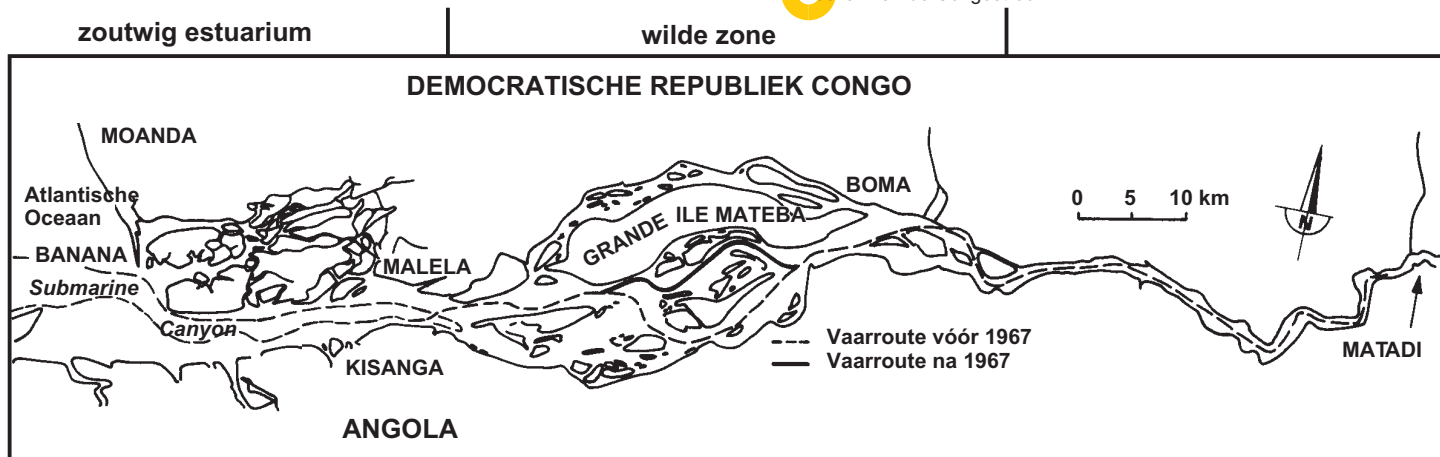 zoutwig estuarium
wilde zone
DEMOCRATISCHE REPUBLIEK CONGO
MOANDA
Atlantische
Oceaan
BANANA
Submarine
Canyon
MALELA
KISANGA
ANGOLA
GRANDE ILE MATEBA
BOMA
0 5 10 km
N
Vaarroute vóór 1967
Vaarroute na 1967
MATADI